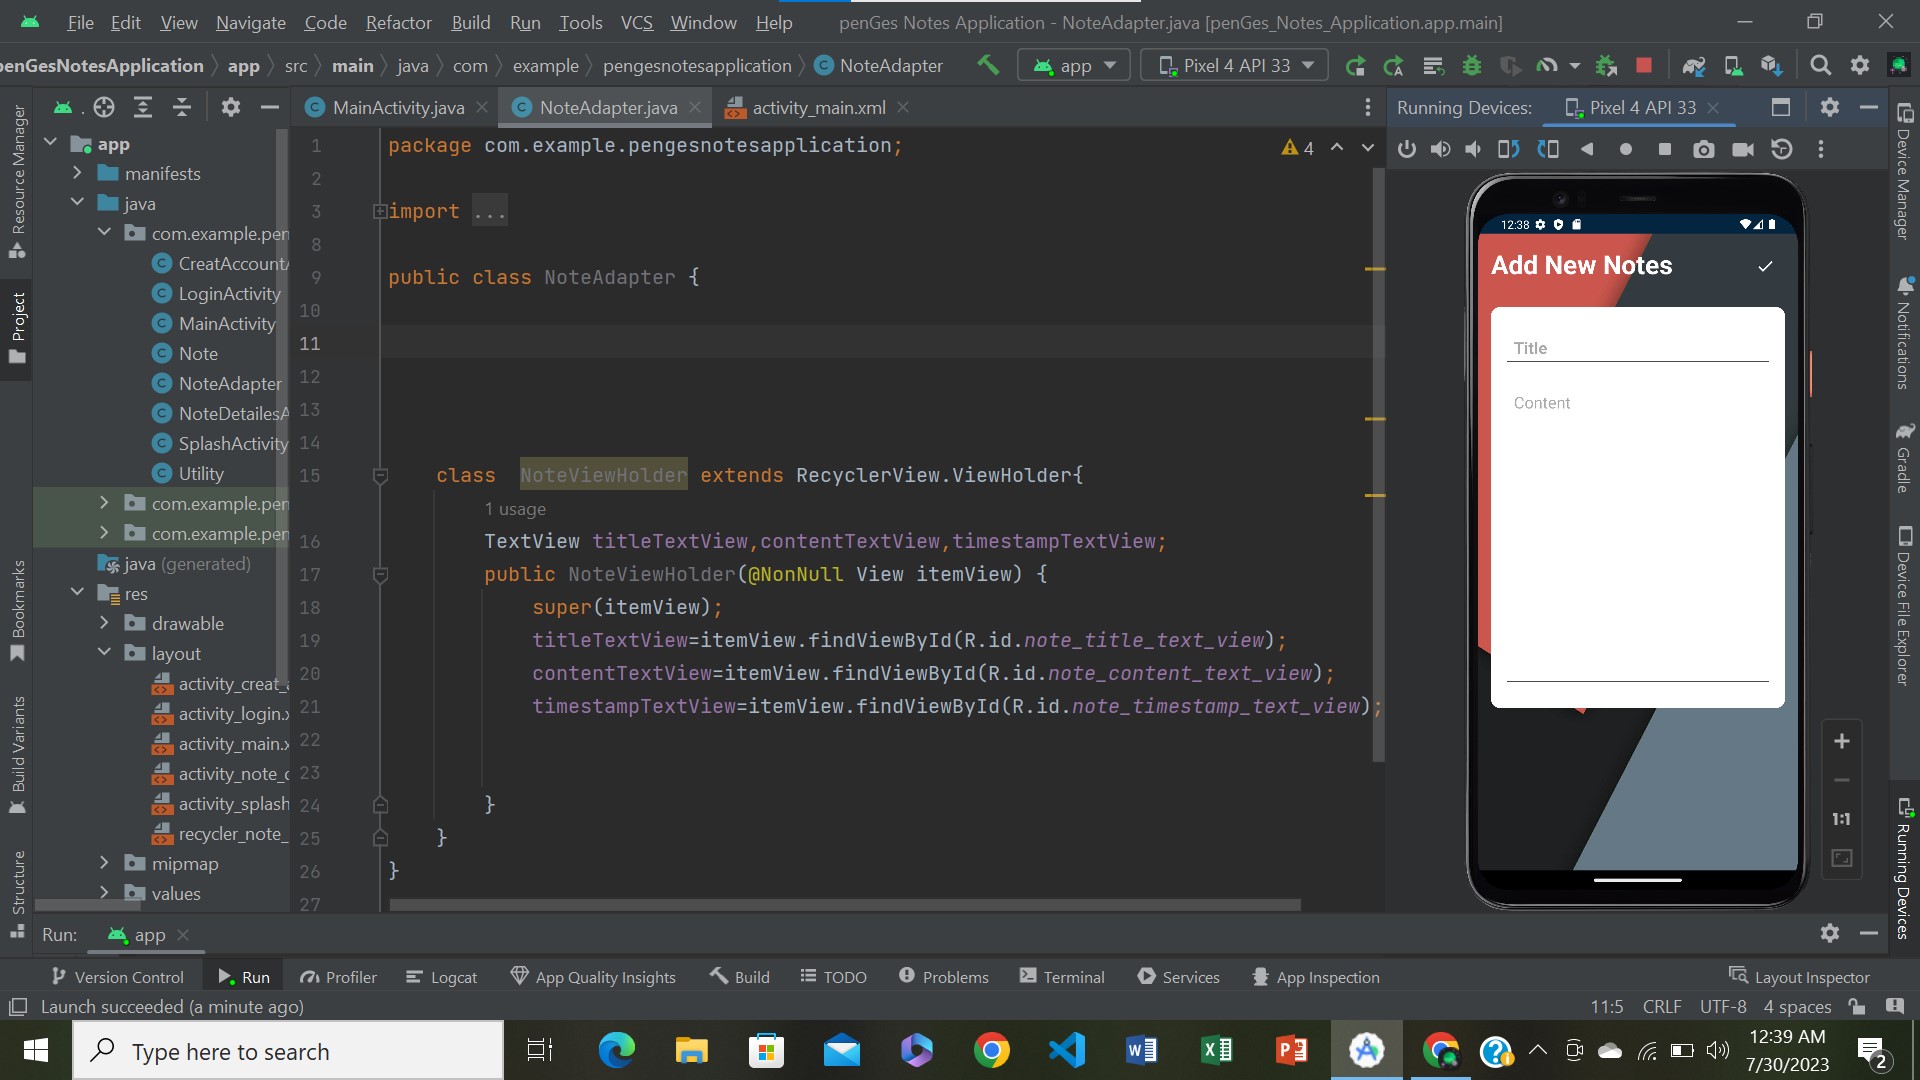 File Edit View Navigate Code Refactor Build Run Tools VCS Window Help penGes Notes Application - NoteAdapter.java [penGes_Notes_Application.app.main]
penGesNotesApplication app src main java com example pengesnotesapplication NoteAdapter app Pixel 4 API 33
MainActivity.java NoteAdapter.java activity_main.xml Running Devices: Pixel 4 API 33
Resource Manager
Project
Bookmarks
Build Variants
Structure
app
manifests
java
com.example.pen
CreatAccountA
LoginActivity
MainActivity
Note
NoteAdapter
NoteDetailesA
SplashActivity
Utility
com.example.pen
com.example.pen
java (generated)
res
drawable
layout
activity_creat_a
activity_login.x
activity_main.x
activity_note_d
activity_splash
recycler_note_
mipmap
values
4
1 package com.example.pengesnotesapplication;
2
3 import ...
8
9 public class NoteAdapter {
10
11
12
13
14
15 class NoteViewHolder extends RecyclerView.ViewHolder{
1 usage
16 TextView titleTextView,contentTextView,timestampTextView;
17 public NoteViewHolder(@NonNull View itemView) {
18 super(itemView);
19 titleTextView=itemView.findViewById(R.id.note_title_text_view);
20 contentTextView=itemView.findViewById(R.id.note_content_text_view);
21 timestampTextView=itemView.findViewById(R.id.note_timestamp_text_view);
22
23
24 }
25 }
26 }
27
12:38
Add New Notes
Title
Content
1:1
Device Manager
Notifications
Gradle
Device File Explorer
Running Devices
Run: app
Version Control Run Profiler Logcat App Quality Insights Build TODO Problems Terminal Services App Inspection Layout Inspector
Launch succeeded (a minute ago) 11:5 CRLF UTF-8 4 spaces
Type here to search
12:39 AM
7/30/2023
2